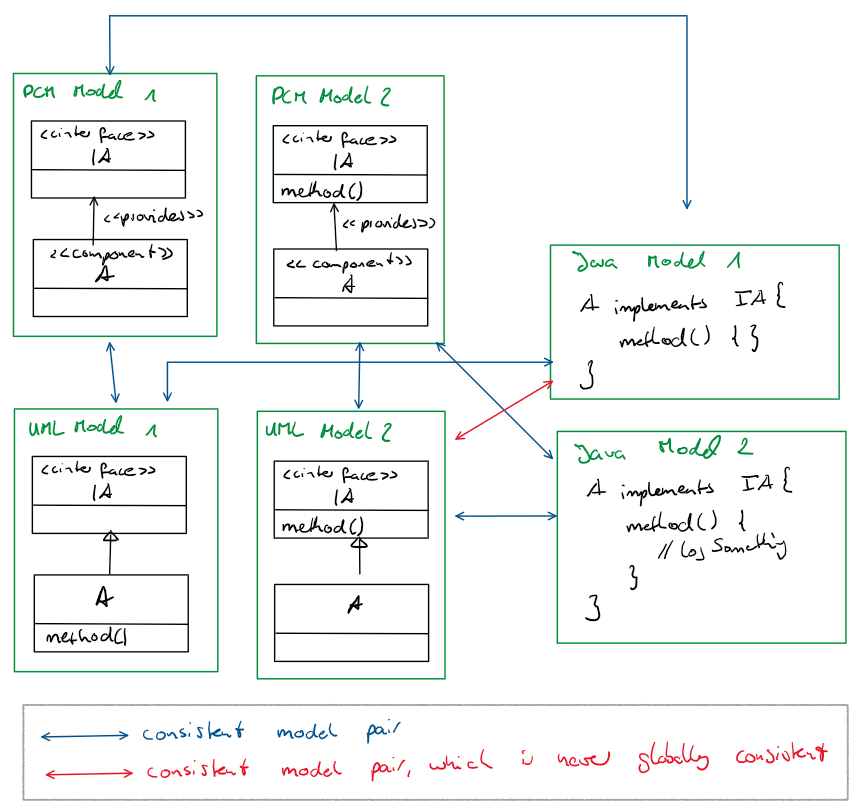 PCM Model 1
<<interface>>
IA
<<provides>>
<<component>>
A
PCM Model 2
<<interface>>
IA
method()
<<provides>>
<<component>>
A
Java Model 1
A implements IA {
method() { }
}
UML Model 1
<<interface>>
IA
A
method()
UML Model 2
<<interface>>
IA
method()
A
Java Model 2
A implements IA {
method() {
// Log Something
}
}
consistent model pair
consistent model pair, which is never globally consistent